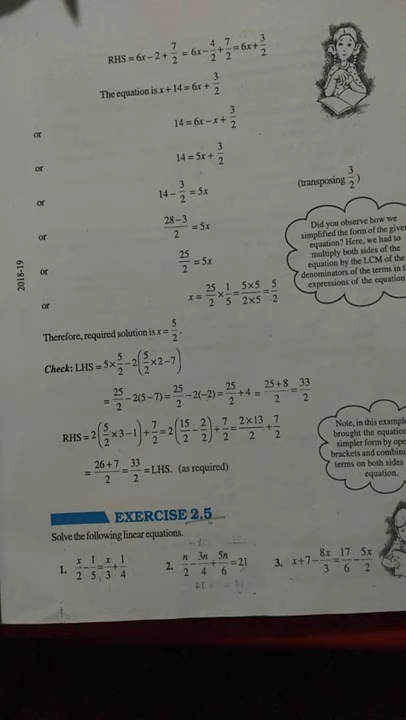 RHS = 6x – 2 + 7/2 = 6x – 4/2 + 7/2 = 6x + 3/2
The equation is x + 14 = 6x + 3/2
or 14 = 6x – x + 3/2
or 14 = 5x + 3/2
or 14 – 3/2 = 5x (transposing 3/2)
or (28–3)/2 = 5x
or 25/2 = 5x
or x = 25/2 × 1/5 = (5×5)/(2×5) = 5/2
Therefore, required solution is x = 5/2.
Check: LHS = 5×5/2 – 2(5/2×2–7)
= 25/2 – 2(5–7) = 25/2 – 2(–2) = 25/2 + 4 = (25+8)/2 = 33/2
RHS = 2(5/2×3–1) + 7/2 = 2(15/2 – 2/2) + 7/2 = (2×13)/2 + 7/2
= (26+7)/2 = 33/2 = LHS. (as required)
Did you observe how we
simplified the form of the given
equation? Here, we had to
multiply both sides of the
equation by the LCM of the
denominators of the terms in
expressions of the equation.
Note, in this example
brought the equation
simpler form by
brackets and
terms on both sides
equation.
2018-19
EXERCISE 2.5
Solve the following linear equations.
1. x/2 – 1/5 = x/3 + 1/4
2. n/2 – 3n/4 + 5n/6 = 21
3. x + 7 – 8x/3 = 17/6 – 5x/2